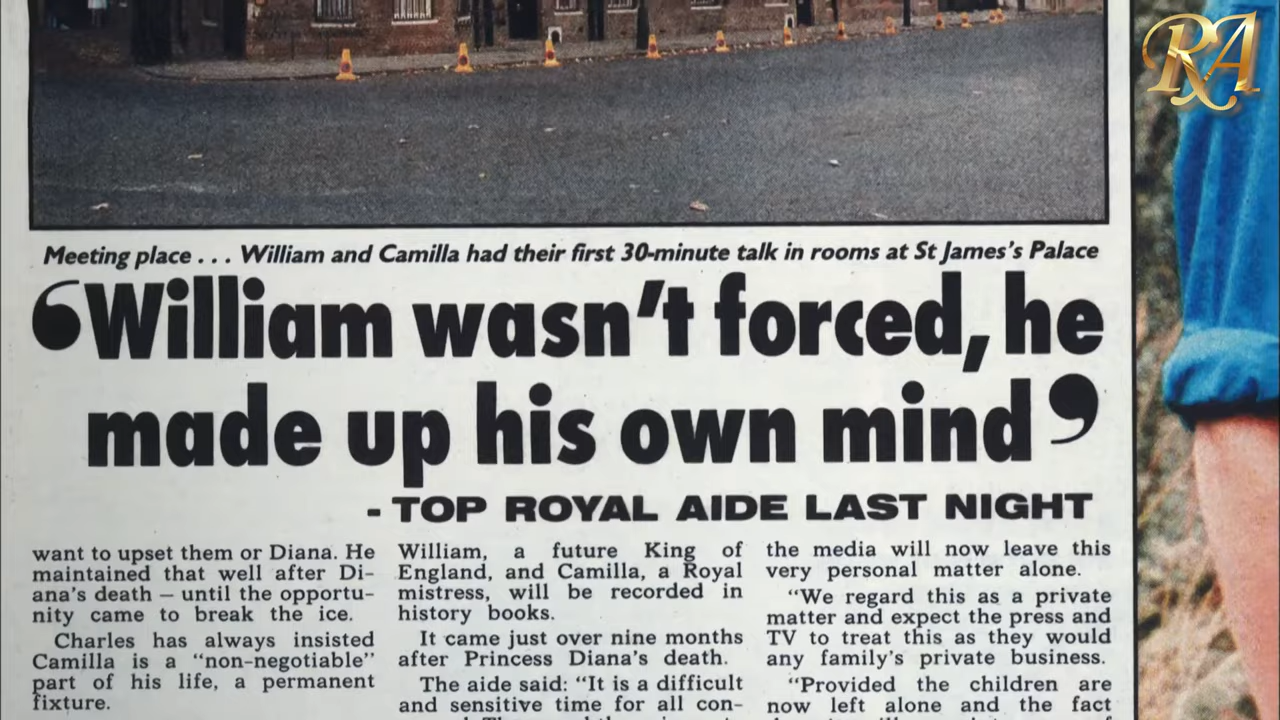 RA
Meeting place . . . William and Camilla had their first 30-minute talk in rooms at St James's Palace
‘William wasn't forced, he
made up his own mind’
- TOP ROYAL AIDE LAST NIGHT
want to upset them or Diana. He
maintained that well after Di-
ana's death – until the opportu-
nity came to break the ice.
Charles has always insisted
Camilla is a “non-negotiable”
part of his life, a permanent
fixture.
William, a future King of
England, and Camilla, a Royal
mistress, will be recorded in
history books.
It came just over nine months
after Princess Diana's death.
The aide said: “It is a difficult
and sensitive time for all con-
the media will now leave this
very personal matter alone.
“We regard this as a private
matter and expect the press and
TV to treat this as they would
any family's private business.
“Provided the children are
now left alone and the fact